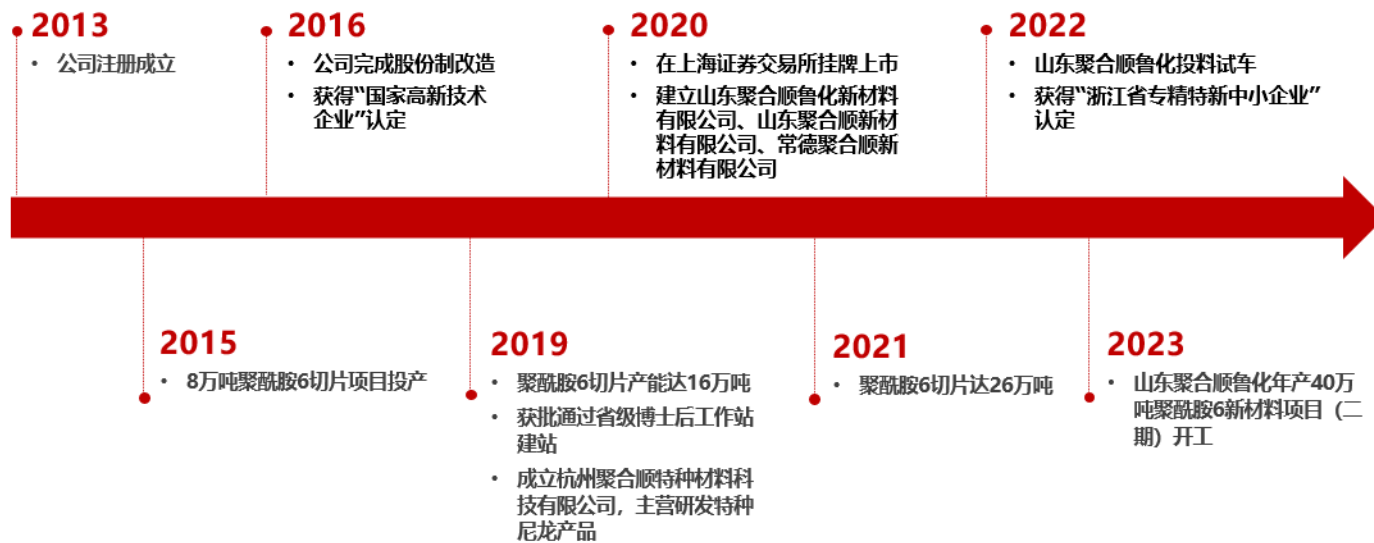 2013
• 公司注册成立
2016
• 公司完成股份制改造
• 获得“国家高新技术
企业”认定
2020
• 在上海证券交易所挂牌上市
• 建立山东聚合顺鲁化新材料
有限公司、山东聚合顺新材
料有限公司、常德聚合顺新
材料有限公司
2022
• 山东聚合顺鲁化投料试车
• 获得“浙江省专精特新中小企业”
认定
2015
• 8万吨聚酰胺6切片项目投产
2019
• 聚酰胺6切片产能达16万吨
• 获批通过省级博士后工作站
建站
• 成立杭州聚合顺特种材料科
技有限公司，主营研发特种
尼龙产品
2021
• 聚酰胺6切片达26万吨
2023
• 山东聚合顺鲁化年产40万
吨聚酰胺6新材料项目（二
期）开工